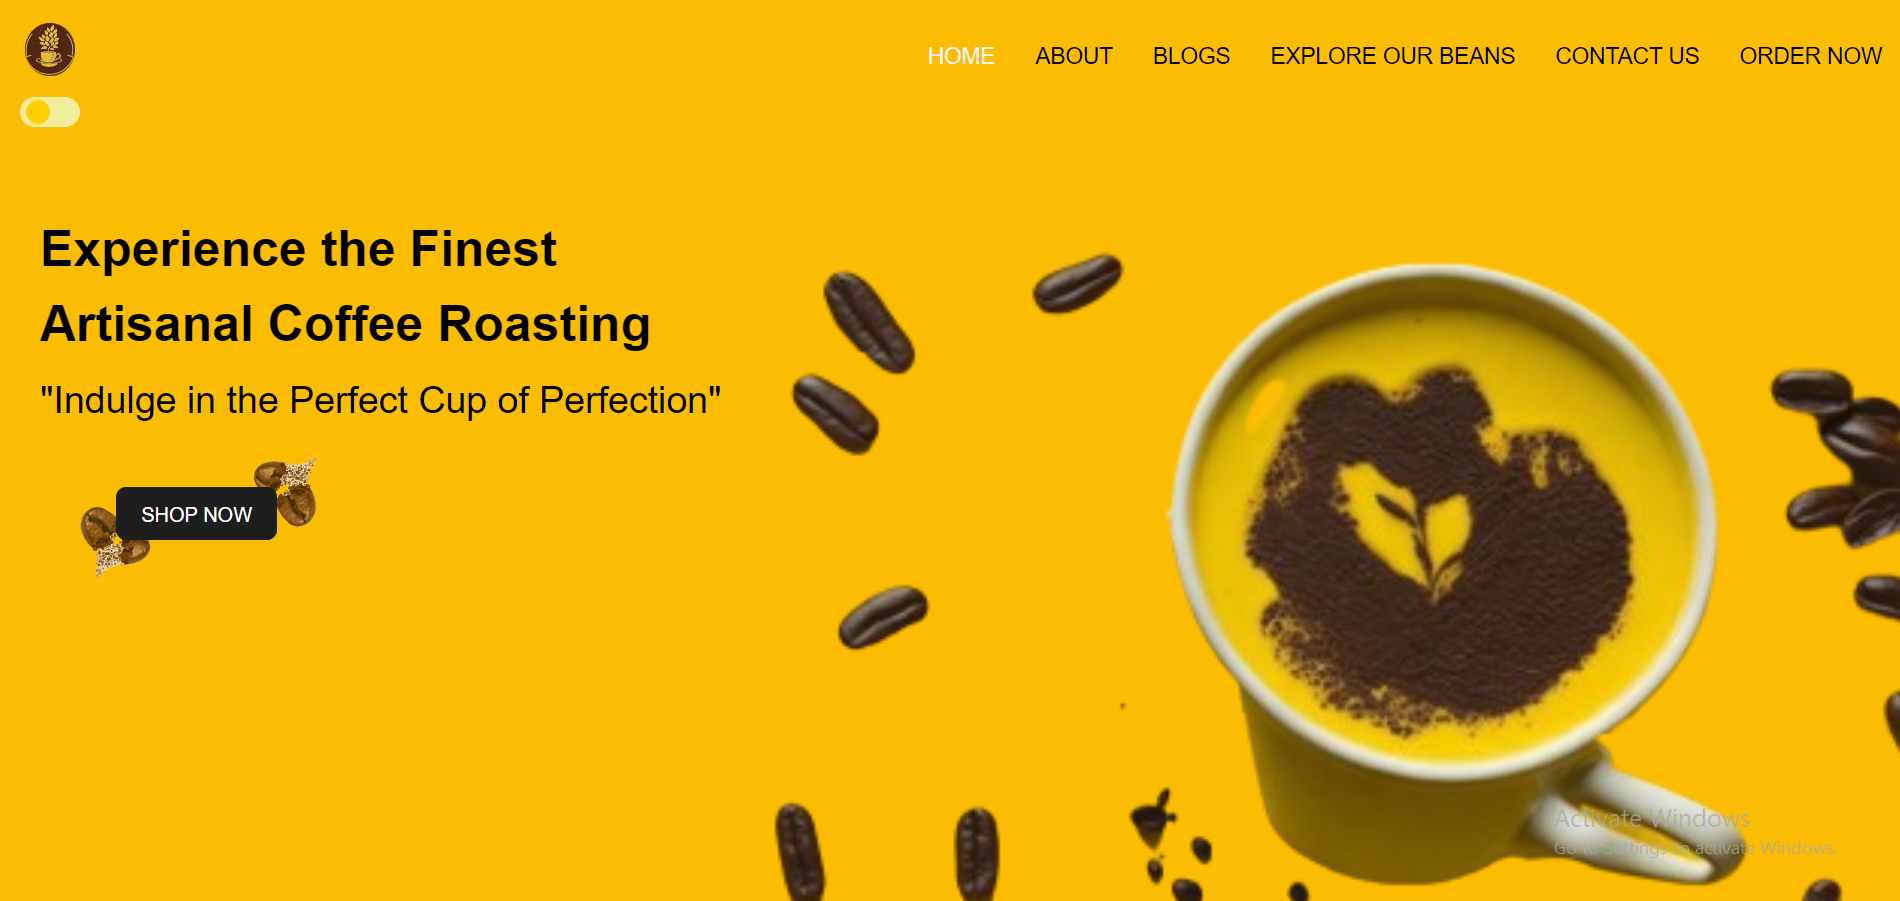 HOME ABOUT BLOGS EXPLORE OUR BEANS CONTACT US ORDER NOW
Experience the Finest
Artisanal Coffee Roasting
"Indulge in the Perfect Cup of Perfection"
SHOP NOW
Activate Windows
Go to Settings to activate Windows.